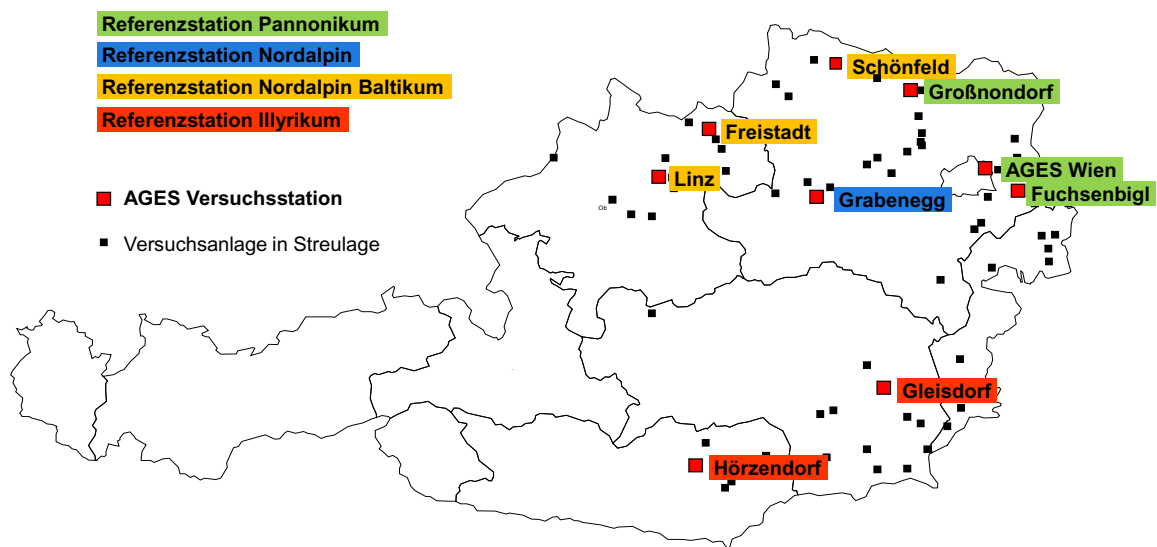 Referenzstation Pannonikum
Referenzstation Nordalpin
Referenzstation Nordalpin Baltikum
Referenzstation Illyrikum
AGES Versuchsstation
Versuchsanlage in Streulage
Schönfeld
Großnondorf
Freistadt
AGES Wien
Linz
Fuchsenbigl
Grabenegg
Ob
Gleisdorf
Hörzendorf